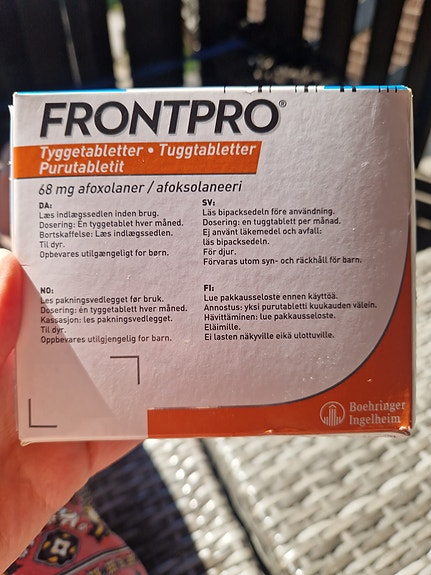 FRONTPRO®
Tyggetabletter • Tuggtabletter
Purutabletit
68 mg afoxolaner / afoksolaneeri
DA:
Læs indlægssedlen inden brug.
Dosering: Én tyggetablet hver måned.
Bortskaffelse: Læs indlægssedlen.
Til dyr.
Opbevares utilgængeligt for børn.
SV:
Läs bipacksedeln före användning.
Dosering: en tuggtablett per månad.
Ej använt läkemedel och avfall:
läs bipacksedeln.
För djur.
Förvaras utom syn- och räckhåll för barn.
NO:
Les pakningsvedlegget før bruk.
Dosering: én tyggetablett hver måned.
Kassasjon: les pakningsvedlegget.
Til dyr.
Oppbevares utilgjengelig for barn.
FI:
Lue pakkausseloste ennen käyttöä.
Annostus: yksi purutabletti kuukauden välein.
Hävittäminen: lue pakkausseloste.
Eläimille.
Ei lasten näkyville eikä ulottuville.
Boehringer
Ingelheim